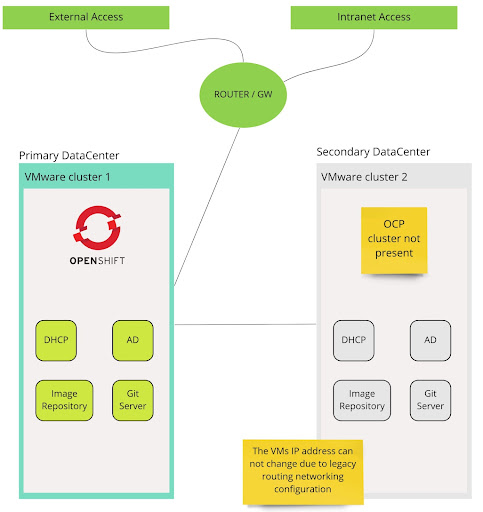 External Access
Intranet Access
ROUTER / GW
Primary DataCenter
VMware cluster 1
OPENSHIFT
DHCP
AD
Image
Repository
Git
Server
Secondary DataCenter
VMware cluster 2
OCP
cluster not
present
DHCP
AD
Image
Repository
Git
Server
The VMs IP address can
not change due to legacy
routing networking
configuration